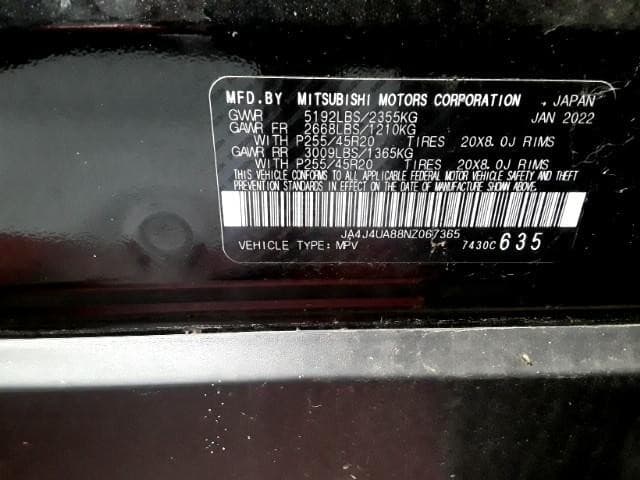 MFD.BY MITSUBISHI MOTORS CORPORATION , JAPAN
GVWR 5192LBS/2355KG JAN 2022
GAWR FR 2668LBS/1210KG
WITH P255/45R20 TIRES 20X8.0J RIMS
GAWR RR 3009LBS/1365KG
WITH P255/45R20 TIRES 20X8.0J RIMS
THIS VEHICLE CONFORMS TO ALL APPLICABLE FEDERAL MOTOR VEHICLE SAFETY AND THEFT
PREVENTION STANDARDS IN EFFECT ON THE DATE OF MANUFACTURE SHOWN ABOVE.
JA4J4UA88NZ067365
VEHICLE TYPE: MPV 7430C 635